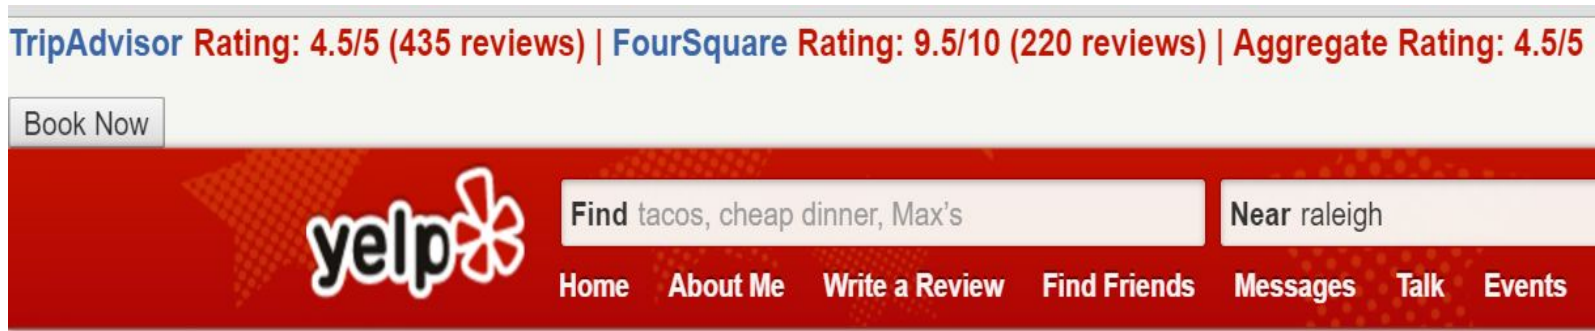 TripAdvisor Rating: 4.5/5 (435 reviews) | FourSquare Rating: 9.5/10 (220 reviews) | Aggregate Rating: 4.5/5
Book Now
yelp
Find tacos, cheap dinner, Max's Near raleigh
Home About Me Write a Review Find Friends Messages Talk Events